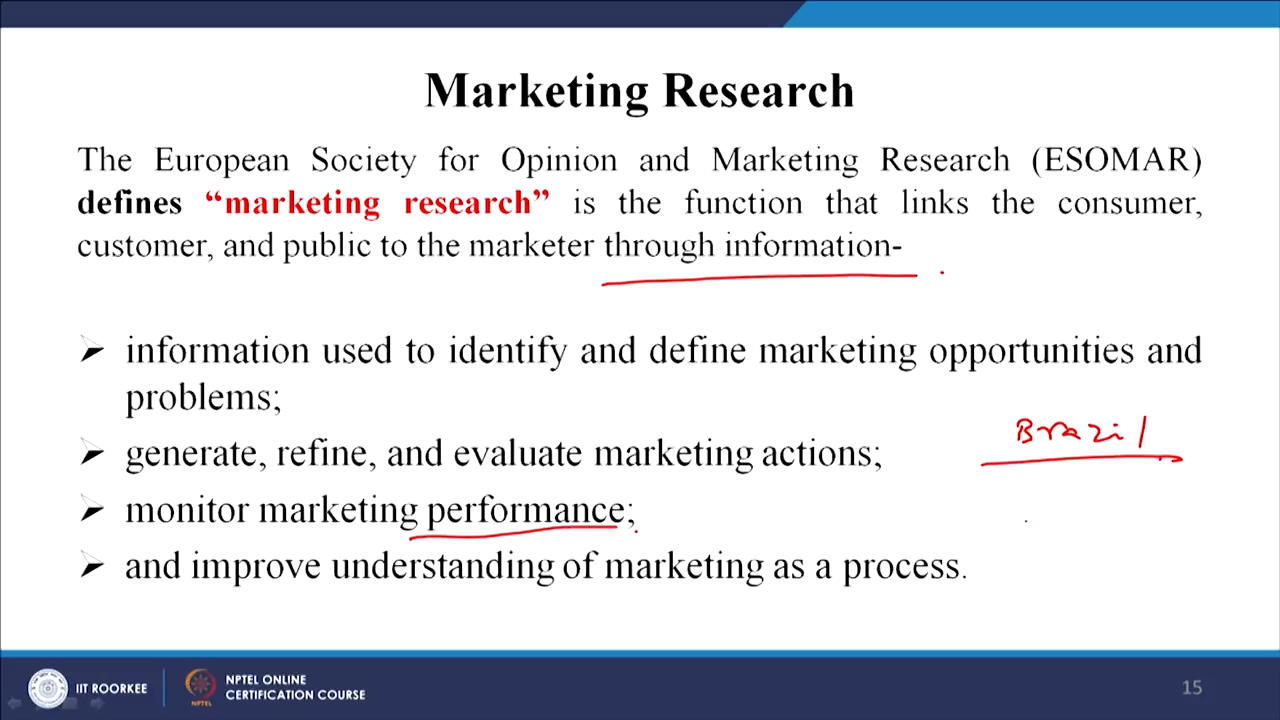 Marketing Research
The European Society for Opinion and Marketing Research (ESOMAR)
defines “marketing research” is the function that links the consumer,
customer, and public to the marketer through information-
information used to identify and define marketing opportunities and
problems;
generate, refine, and evaluate marketing actions;
Brazil
monitor marketing performance;
and improve understanding of marketing as a process.
IIT ROORKEE
NPTEL
NPTEL ONLINE
CERTIFICATION COURSE
15